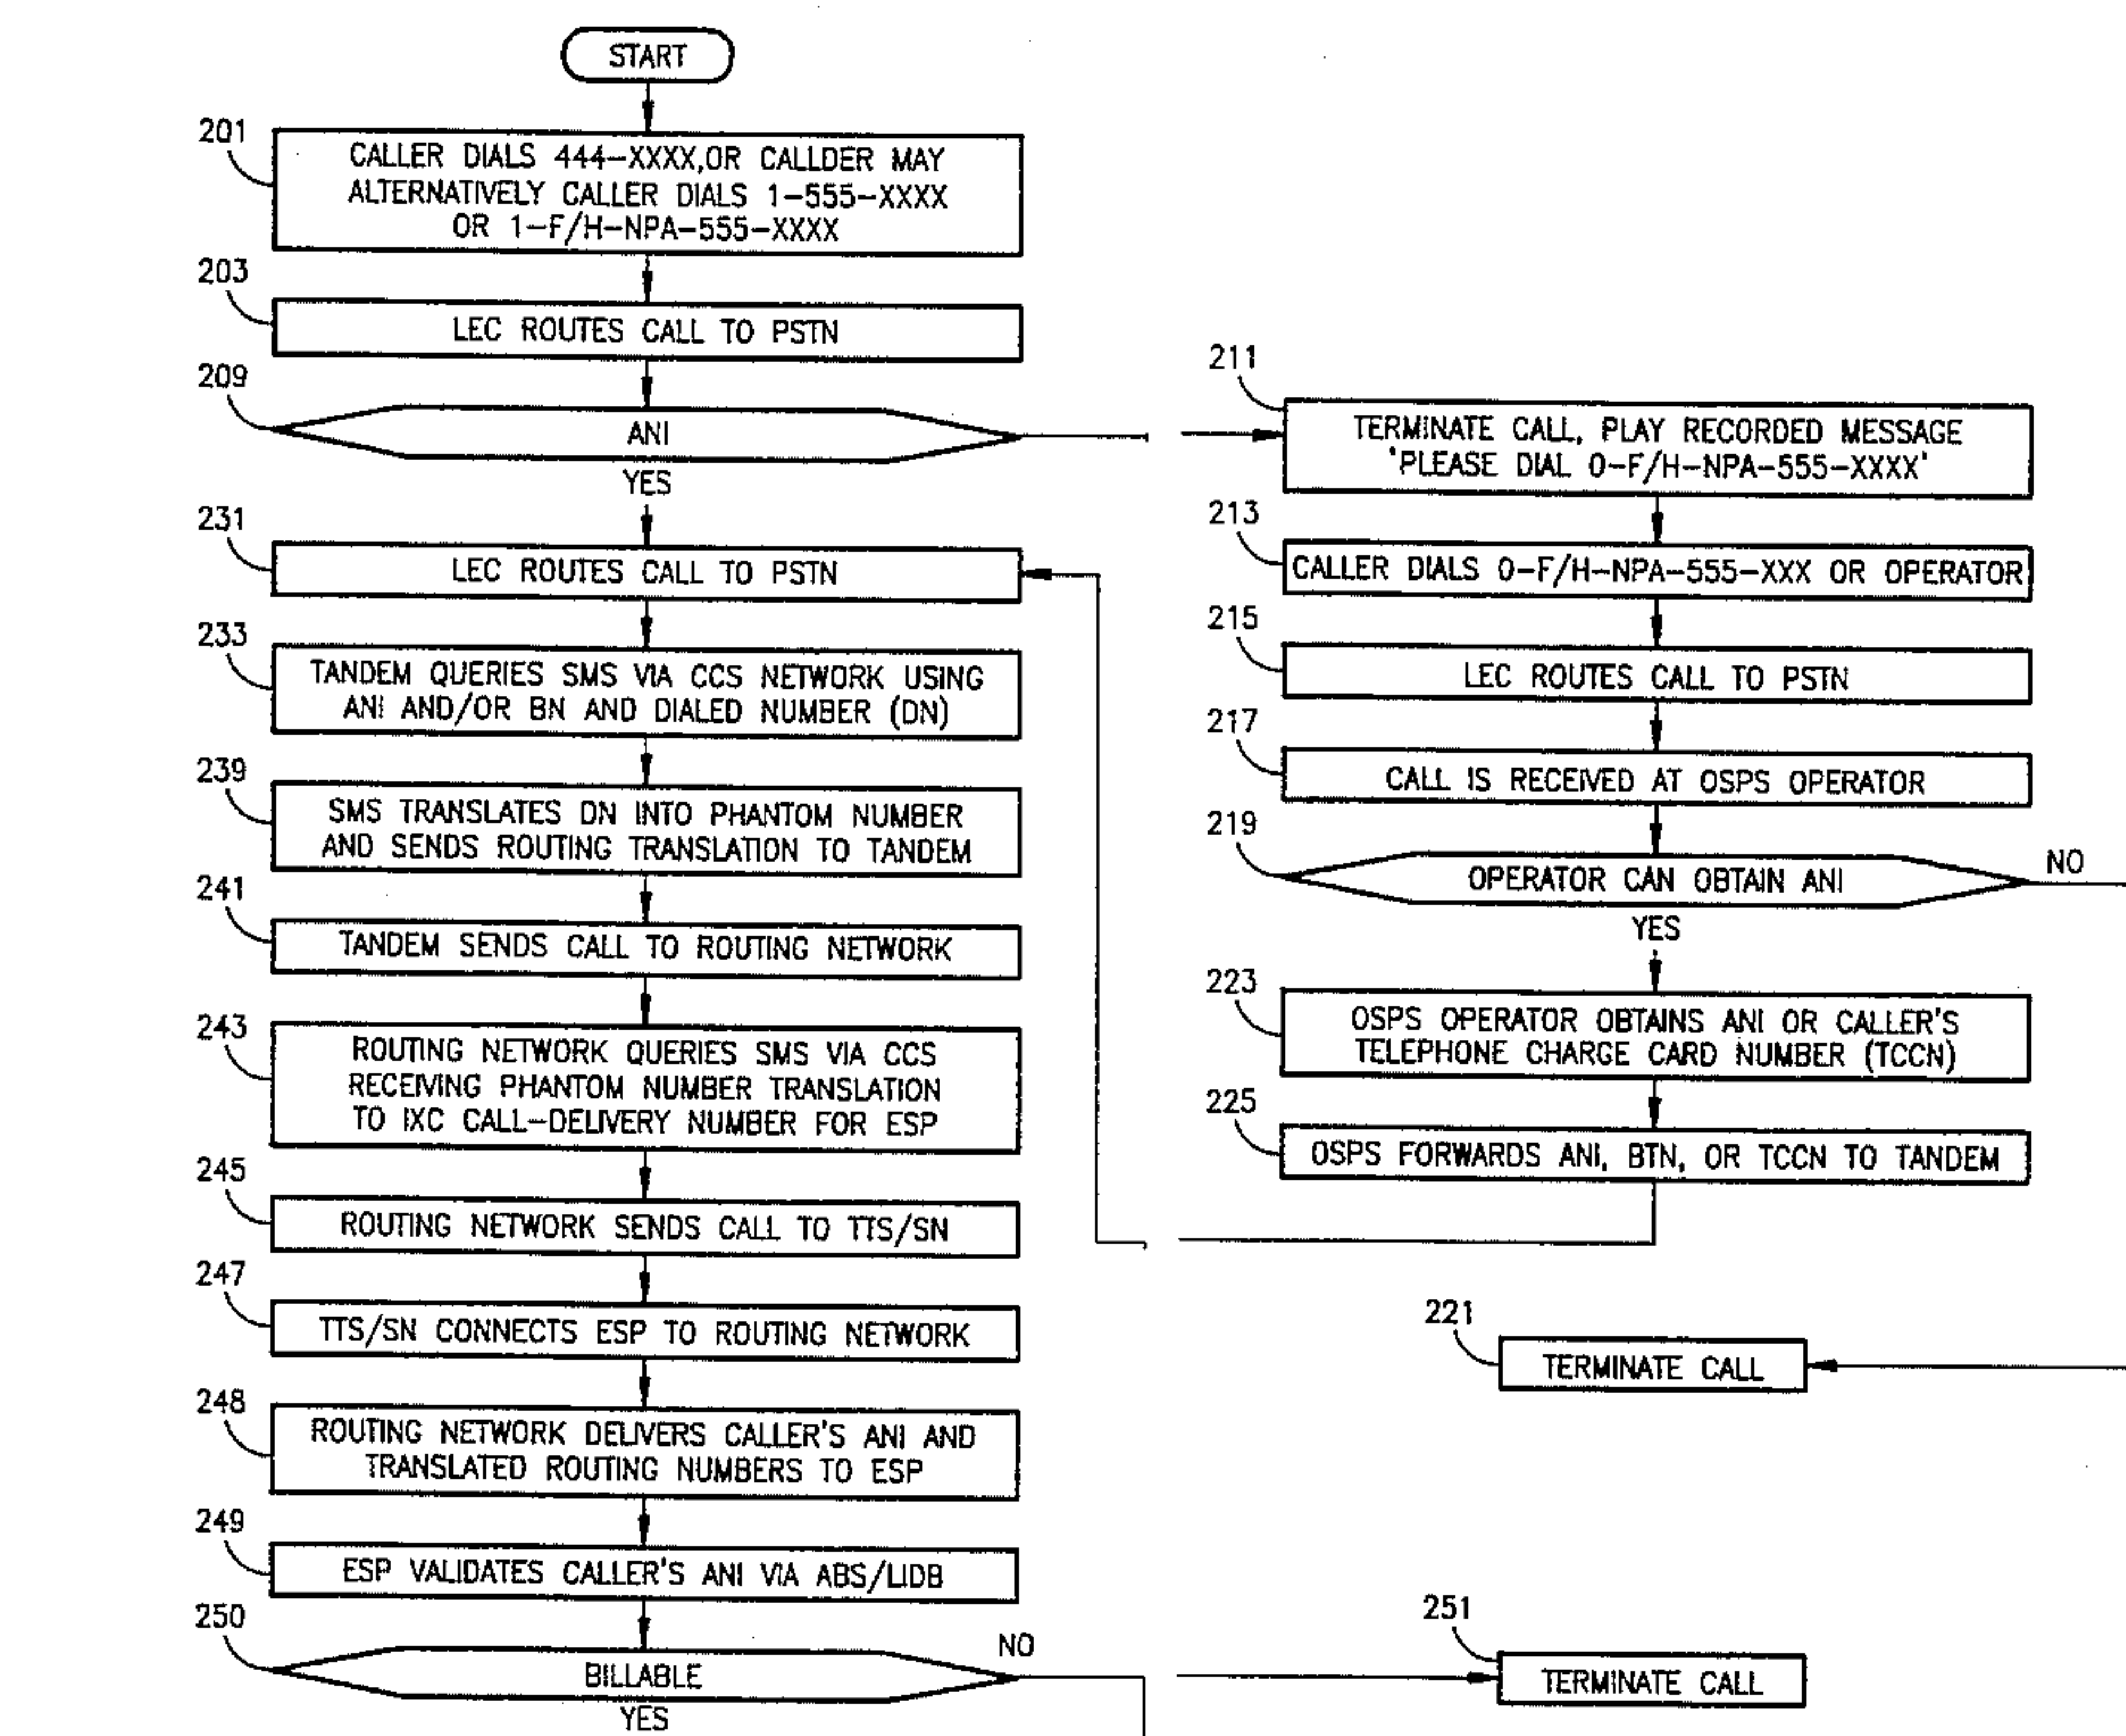 START
201
CALLER DIALS 444-XXXX,OR CALLDER MAY
ALTERNATIVELY CALLER DIALS 1-555-XXXX
OR 1-F/H-NPA-555-XXXX
203
LEC ROUTES CALL TO PSTN
209
ANI
YES
231
LEC ROUTES CALL TO PSTN
233
TANDEM QUERIES SMS VIA CCS NETWORK USING
ANI AND/OR BN AND DIALED NUMBER (DN)
239
SMS TRANSLATES DN INTO PHANTOM NUMBER
AND SENDS ROUTING TRANSLATION TO TANDEM
241
TANDEM SENDS CALL TO ROUTING NETWORK
243
ROUTING NETWORK QUERIES SMS VIA CCS
RECEIVING PHANTOM NUMBER TRANSLATION
TO IXC CALL-DELIVERY NUMBER FOR ESP
245
ROUTING NETWORK SENDS CALL TO TTS/SN
247
TTS/SN CONNECTS ESP TO ROUTING NETWORK
248
ROUTING NETWORK DELIVERS CALLER'S ANI AND
TRANSLATED ROUTING NUMBERS TO ESP
249
ESP VALIDATES CALLER'S ANI VIA ABS/LIDB
250
BILLABLE
NO
YES
211
TERMINATE CALL, PLAY RECORDED MESSAGE
'PLEASE DIAL 0-F/H-NPA-555-XXXX'
213
CALLER DIALS 0-F/H-NPA-555-XXX OR OPERATOR
215
LEC ROUTES CALL TO PSTN
217
CALL IS RECEIVED AT OSPS OPERATOR
219
OPERATOR CAN OBTAIN ANI
NO
YES
223
OSPS OPERATOR OBTAINS ANI OR CALLER'S
TELEPHONE CHARGE CARD NUMBER (TCCN)
225
OSPS FORWARDS ANI, BTN, OR TCCN TO TANDEM
221
TERMINATE CALL
251
TERMINATE CALL